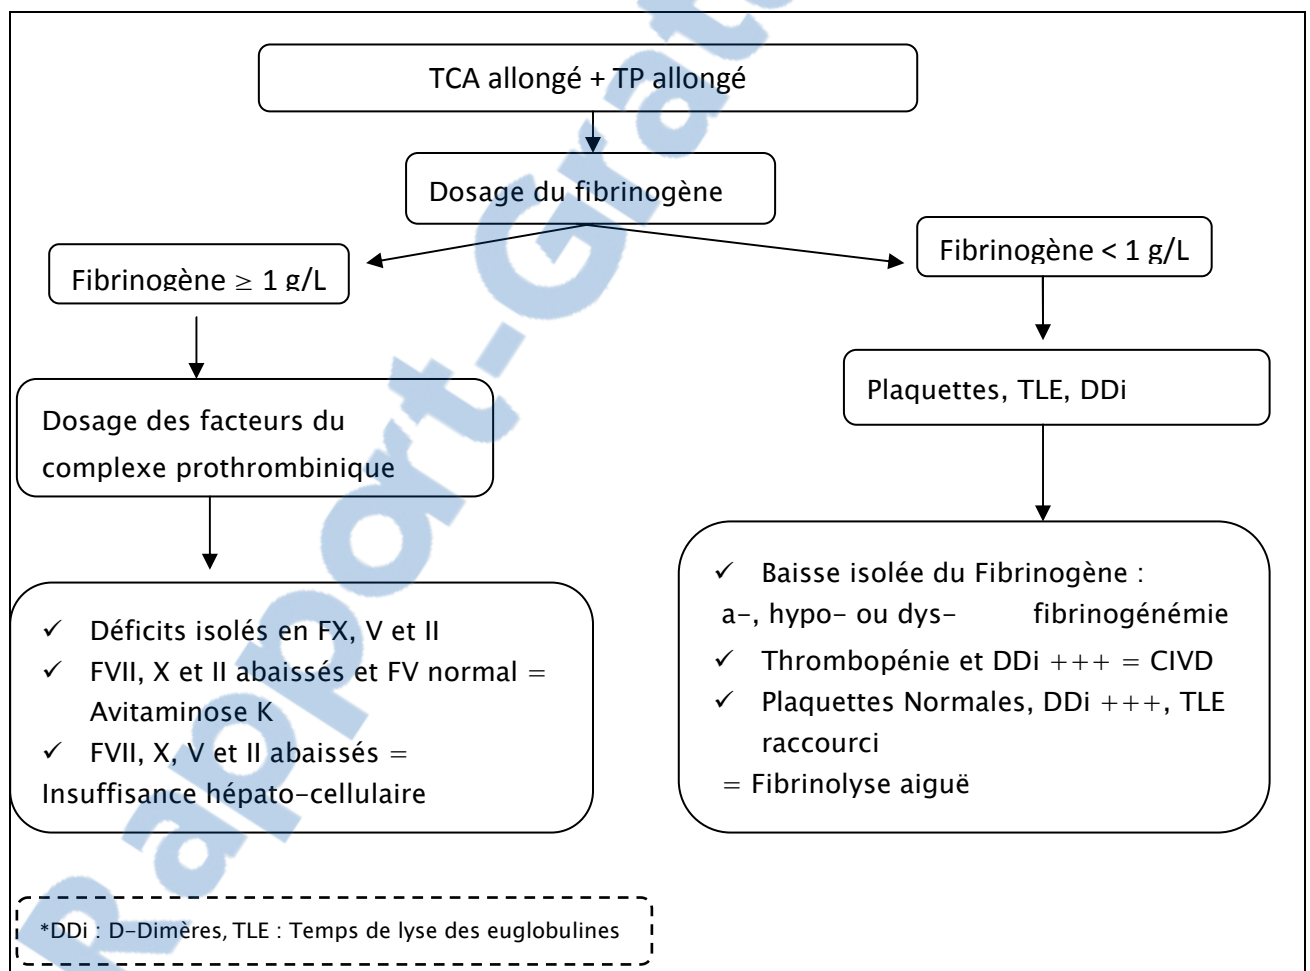 TCA allongé + TP allongé
Dosage du fibrinogène
Fibrinogène ≥ 1 g/L
Fibrinogène < 1 g/L
Dosage des facteurs du
complexe prothrombinique
Plaquettes, TLE, DDi
✓ Déficits isolés en FX, V et II
✓ FVII, X et II abaissés et FV normal =
Avitaminose K
✓ FVII, X, V et II abaissés =
Insuffisance hépato-cellulaire
✓ Baisse isolée du Fibrinogène :
a-, hypo- ou dys- fibrinogénémie
✓ Thrombopénie et DDi +++ = CIVD
✓ Plaquettes Normales, DDi +++, TLE
raccourci
= Fibrinolyse aiguë
*DDi : D-Dimères, TLE : Temps de lyse des euglobulines
Rapport-Grat